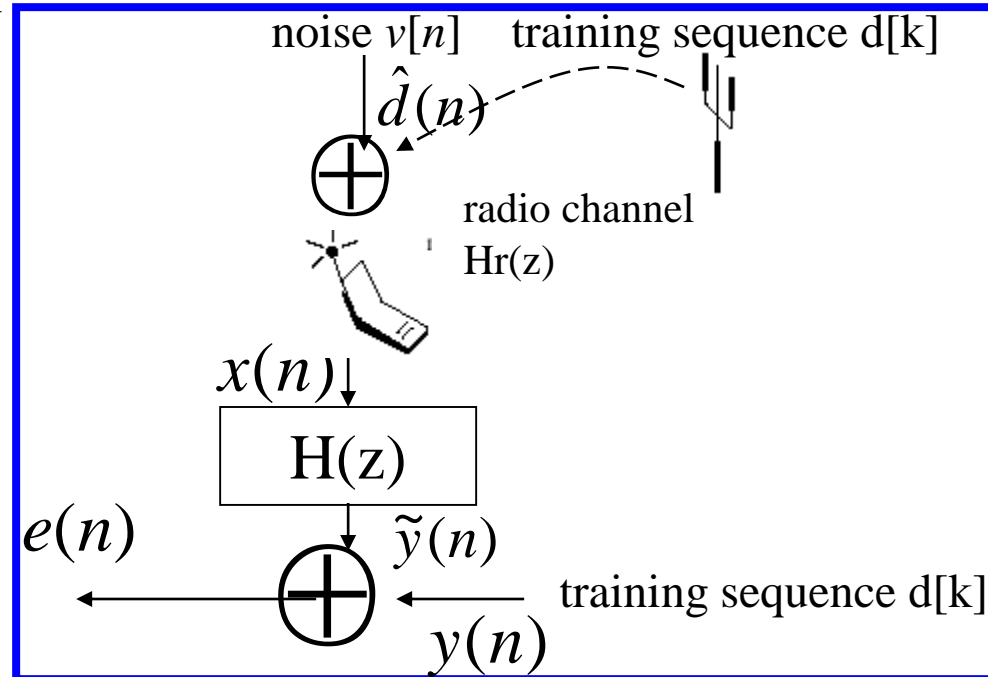 noise v[n] training sequence d[k]
d̂(n)
radio channel
Hr(z)
x(n)
H(z)
e(n)
ỹ(n)
training sequence d[k]
y(n)